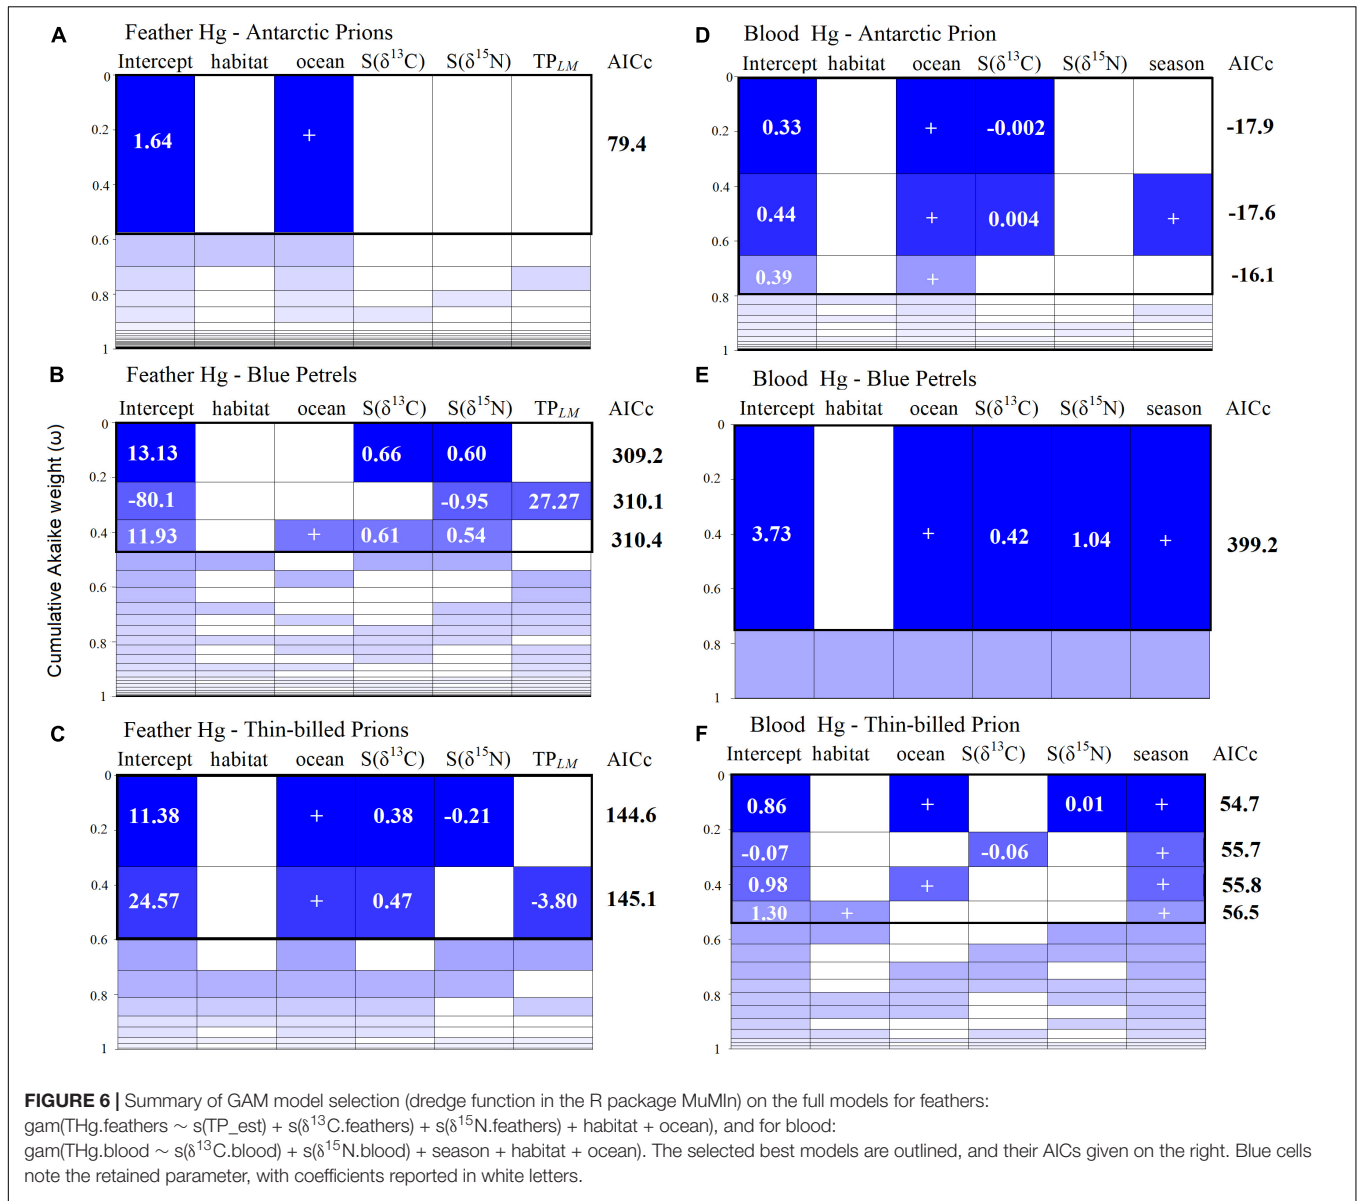 A Feather Hg - Antarctic Prions
Intercept habitat ocean S(δ¹³C) S(δ¹⁵N) TP_LM AICc
0
0.2
1.64 + 79.4
0.4
0.6
0.8
1
B Feather Hg - Blue Petrels
Intercept habitat ocean S(δ¹³C) S(δ¹⁵N) TP_LM AICc
0
13.13 0.66 0.60 309.2
0.2
-80.1 -0.95 27.27 310.1
0.4 11.93 + 0.61 0.54 310.4
0.6
0.8
1
Cumulative Akaike weight (ω)
C Feather Hg - Thin-billed Prions
Intercept habitat ocean S(δ¹³C) S(δ¹⁵N) TP_LM AICc
0
11.38 + 0.38 -0.21 144.6
0.2
0.4
24.57 + 0.47 -3.80 145.1
0.6
0.8
1
D Blood Hg - Antarctic Prion
Intercept habitat ocean S(δ¹³C) S(δ¹⁵N) season AICc
0
0.33 + -0.002 -17.9
0.2
0.4
0.44 + 0.004 + -17.6
0.6
0.39 + -16.1
0.8
1
E Blood Hg - Blue Petrels
Intercept habitat ocean S(δ¹³C) S(δ¹⁵N) season AICc
0
0.2
0.4 3.73 + 0.42 1.04 + 399.2
0.6
0.8
1
F Blood Hg - Thin-billed Prion
Intercept habitat ocean S(δ¹³C) S(δ¹⁵N) season AICc
0
0.86 + 0.01 + 54.7
0.2
-0.07 -0.06 + 55.7
0.4 0.98 + + 55.8
1.30 + + 56.5
0.6
0.8
1
FIGURE 6 | Summary of GAM model selection (dredge function in the R package MuMIn) on the full models for feathers:
gam(THg.feathers ~ s(TP_est) + s(δ¹³C.feathers) + s(δ¹⁵N.feathers) + habitat + ocean), and for blood:
gam(THg.blood ~ s(δ¹³C.blood) + s(δ¹⁵N.blood) + season + habitat + ocean). The selected best models are outlined, and their AICs given on the right. Blue cells
note the retained parameter, with coefficients reported in white letters.